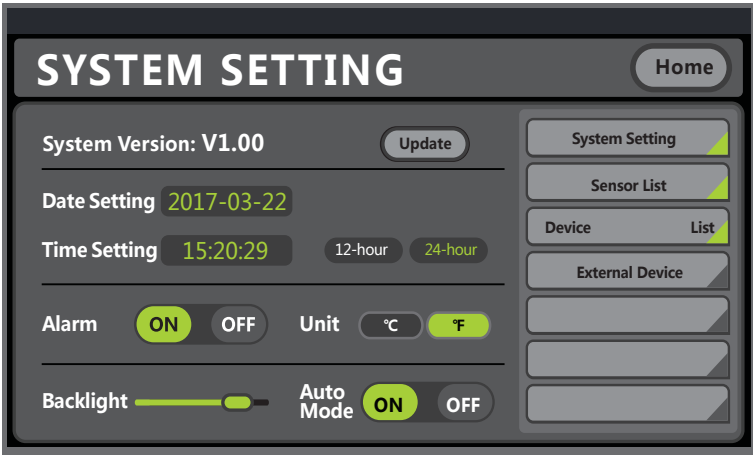 SYSTEM SETTING
Home
System Version: V1.00
Update
Date Setting 2017-03-22
Time Setting 15:20:29 12-hour 24-hour
Alarm ON OFF Unit °C °F
Backlight Auto Mode ON OFF
System Setting
Sensor List
Device List
External Device